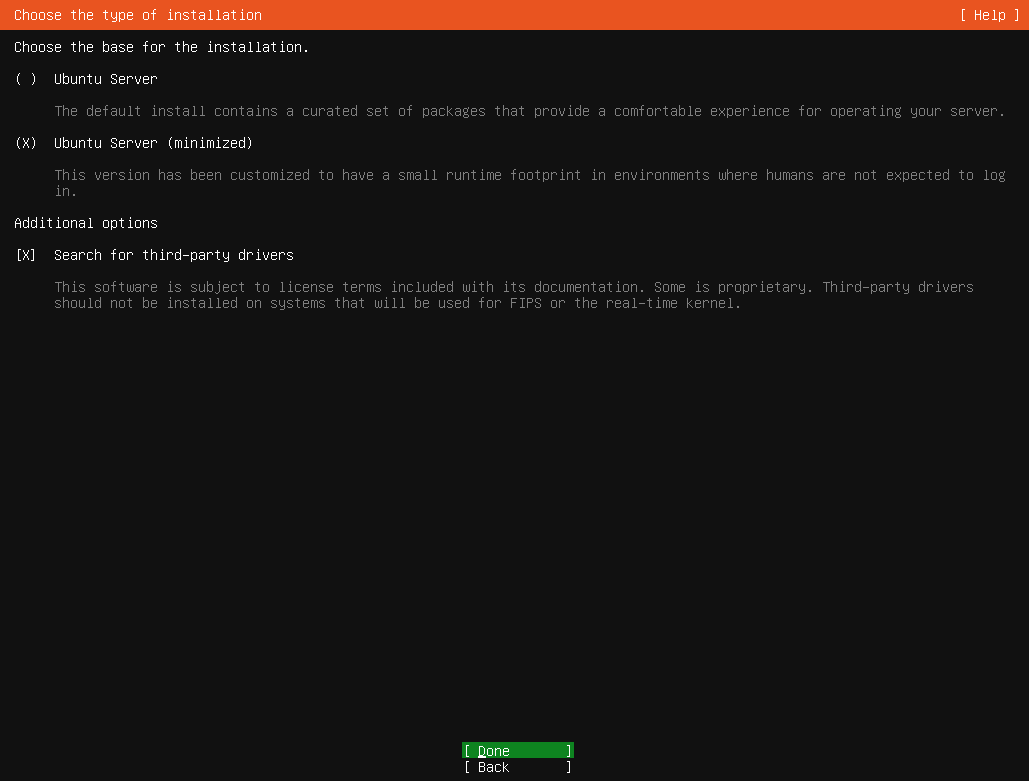 Choose the type of installation [ Help ]
Choose the base for the installation.
( ) Ubuntu Server
The default install contains a curated set of packages that provide a comfortable experience for operating your server.
(X) Ubuntu Server (minimized)
This version has been customized to have a small runtime footprint in environments where humans are not expected to log
in.
Additional options
[X] Search for third-party drivers
This software is subject to license terms included with its documentation. Some is proprietary. Third-party drivers
should not be installed on systems that will be used for FIPS or the real-time kernel.
[ Done ]
[ Back ]